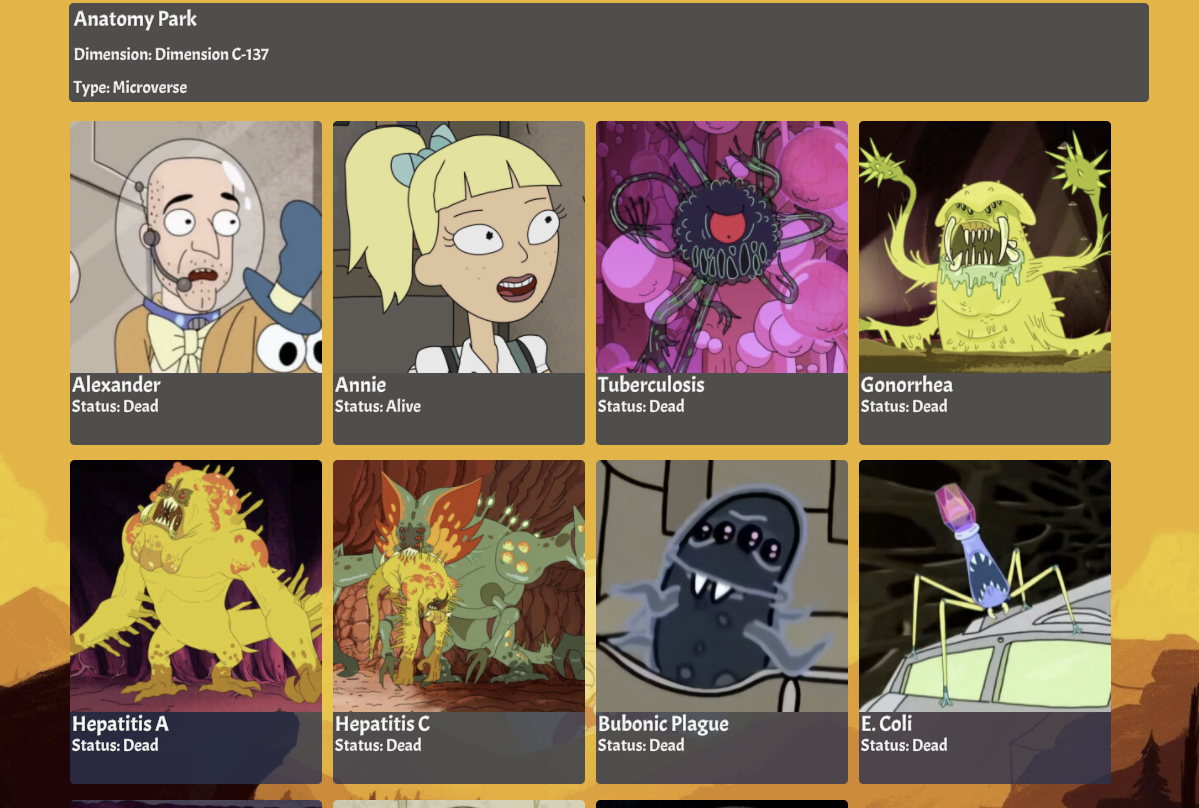 Anatomy Park
Dimension: Dimension C-137
Type: Microverse
Alexander
Status: Dead
Annie
Status: Alive
Tuberculosis
Status: Dead
Gonorrhea
Status: Dead
Hepatitis A
Status: Dead
Hepatitis C
Status: Dead
Bubonic Plague
Status: Dead
E. Coli
Status: Dead